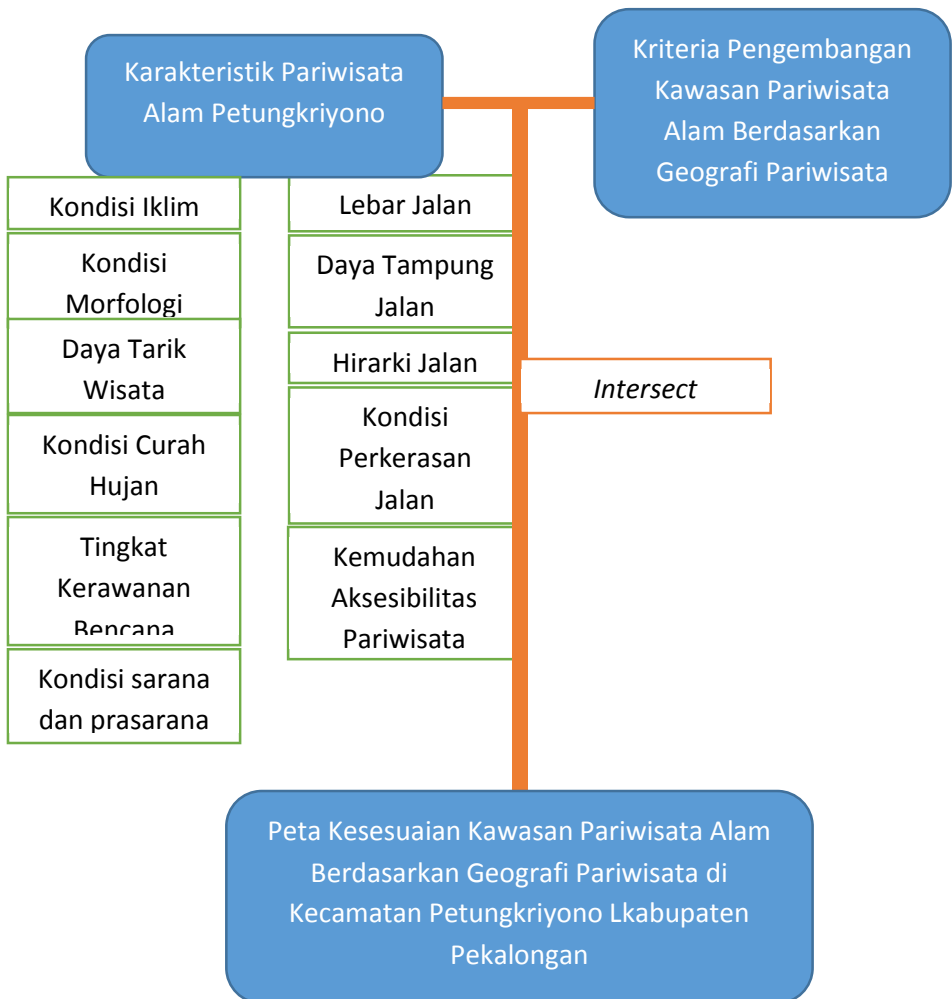 Karakteristik Pariwisata
Alam Petungkriyono
Kriteria Pengembangan
Kawasan Pariwisata
Alam Berdasarkan
Geografi Pariwisata
Kondisi Iklim
Kondisi
Morfologi
Daya Tarik
Wisata
Kondisi Curah
Hujan
Tingkat
Kerawanan
Bencana
Kondisi sarana
dan prasarana
Lebar Jalan
Daya Tampung
Jalan
Hirarki Jalan
Kondisi
Perkerasan
Jalan
Kemudahan
Aksesibilitas
Pariwisata
Intersect
Peta Kesesuaian Kawasan Pariwisata Alam
Berdasarkan Geografi Pariwisata di
Kecamatan Petungkriyono Lkabupaten
Pekalongan